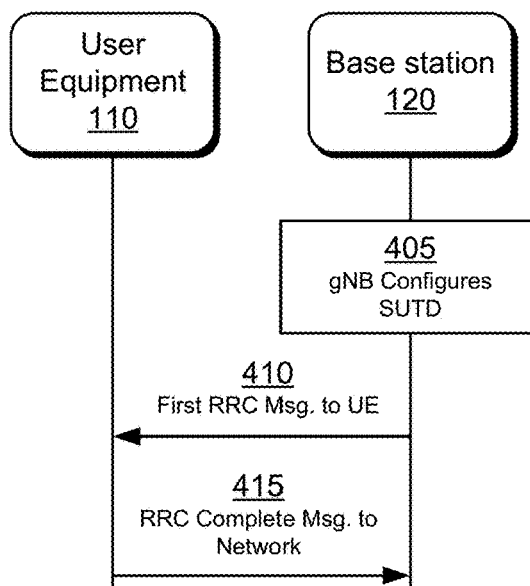 User
Equipment
110
Base station
120
405
gNB Configures
SUTD
410
First RRC Msg. to UE
415
RRC Complete Msg. to
Network